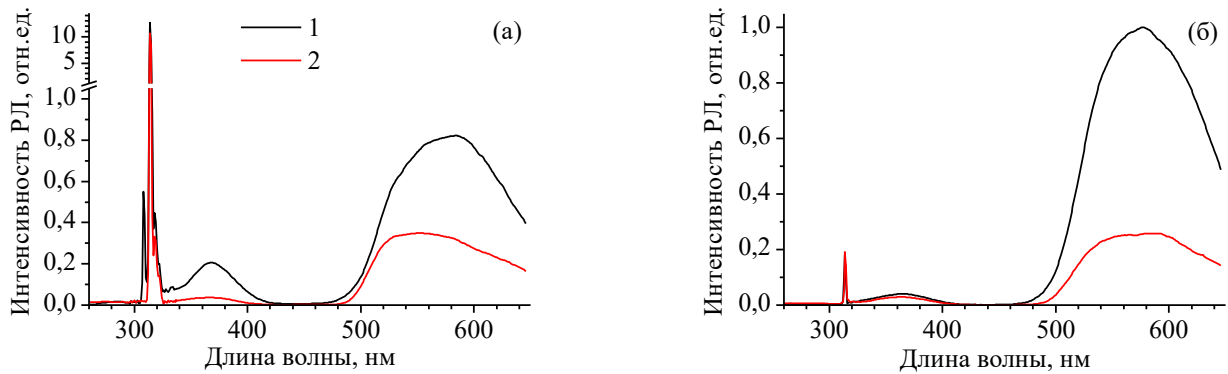 Интенсивность РЛ, отн.ед.
10
5
1,0
0,8
0,6
0,4
0,2
0,0
1
2
(а)
300 400 500 600
Длина волны, нм
Интенсивность РЛ, отн.ед.
1,0
0,8
0,6
0,4
0,2
0,0
(б)
300 400 500 600
Длина волны, нм